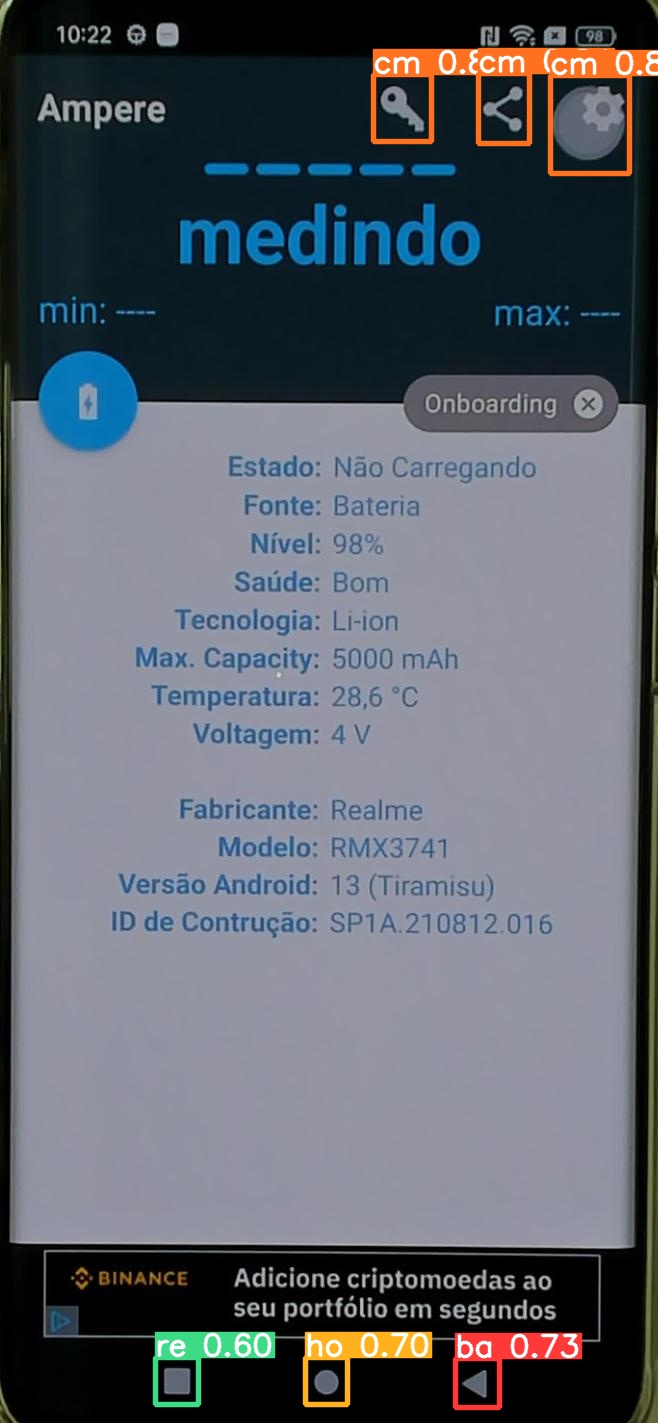 10:22
98
cm 0.8
cm
cm 0.8
Ampere
medindo
min: ----
max: ----
Onboarding
Estado: Não Carregando
Fonte: Bateria
Nível: 98%
Saúde: Bom
Tecnologia: Li-ion
Max. Capacity: 5000 mAh
Temperatura: 28,6 °C
Voltagem: 4 V
Fabricante: Realme
Modelo: RMX3741
Versão Android: 13 (Tiramisu)
ID de Contrução: SP1A.210812.016
BINANCE
Adicione criptomoedas ao
seu portfólio em segundos
re 0.60
ho 0.70
ba 0.73